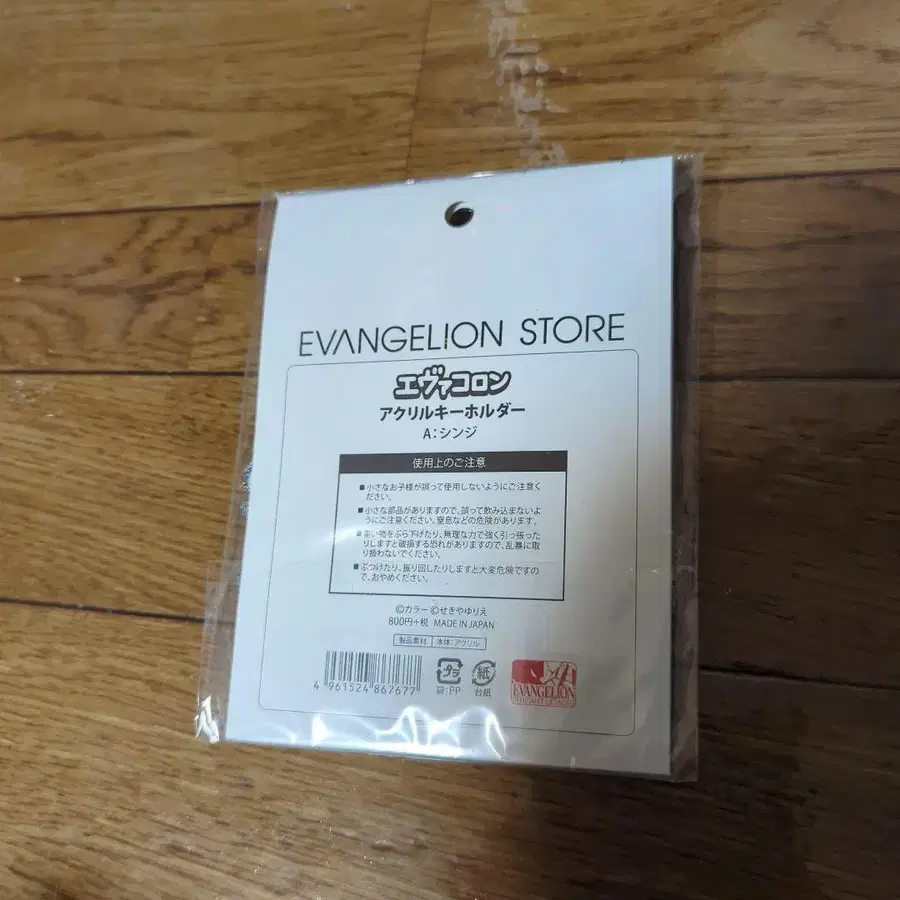 EVANGELION STORE
エヴァコロン
アクリルキーホルダー
A:シンジ
使用上のご注意
■小さなお子様が誤って使用しないようにご注意く
ださい。
■小さな部品がありますので、誤って飲み込まないよ
うにご注意ください。窒息などの危険があります。
■重い物をぶら下げたり、無理な力で強く引っ張った
りしますと破損する恐れがありますので、乱暴に取
り扱わないでください。
■ぶつけたり、振り回したりしますと大変危険ですの
で、おやめください。
©カラー ©せきやゆりえ
800円+税 MADE IN JAPAN
製品素材 本体:アクリル
4 961524 867677
プラ
袋:PP
紙
台紙
EVANGELION